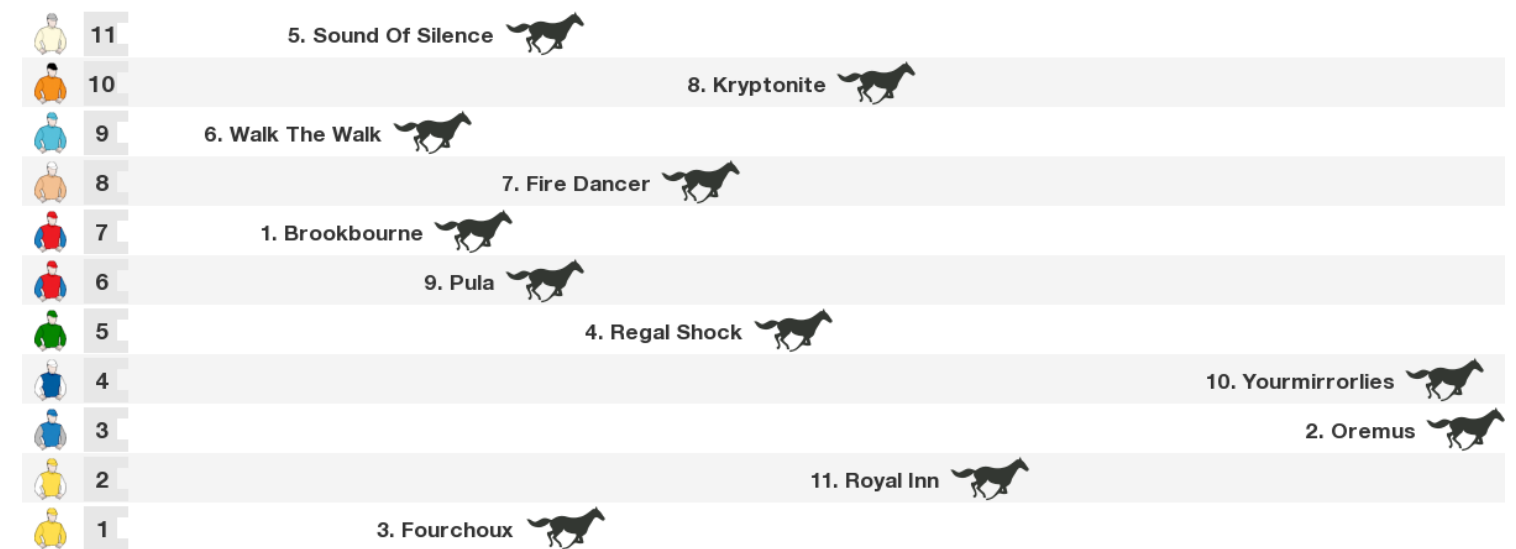 11 5. Sound Of Silence
10 8. Kryptonite
9 6. Walk The Walk
8 7. Fire Dancer
7 1. Brookbourne
6 9. Pula
5 4. Regal Shock
4 10. Yourmirrorlies
3 2. Oremus
2 11. Royal Inn
1 3. Fourchoux